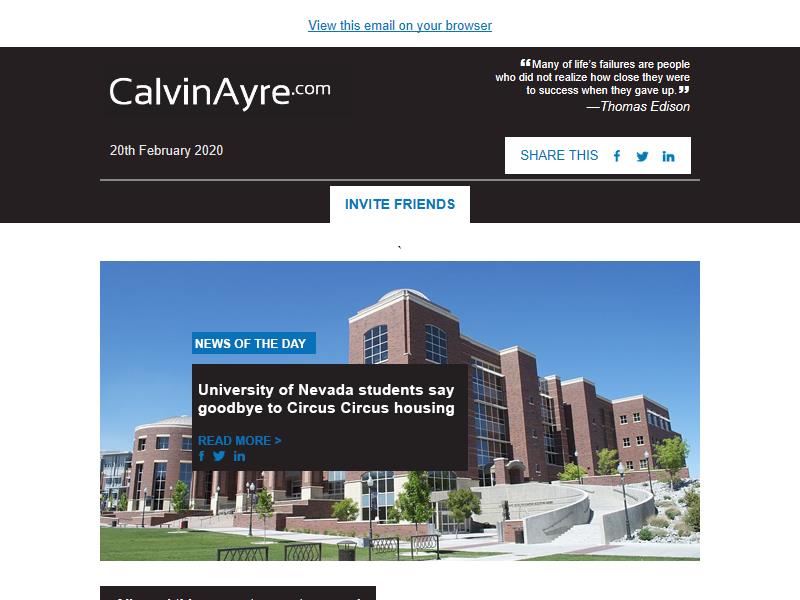 View this email on your browser
CalvinAyre.com
❝Many of life's failures are people
who did not realize how close they were
to success when they gave up.❞
—Thomas Edison
20th February 2020
SHARE THIS
INVITE FRIENDS
`
NEWS OF THE DAY
University of Nevada students say
goodbye to Circus Circus housing
READ MORE >